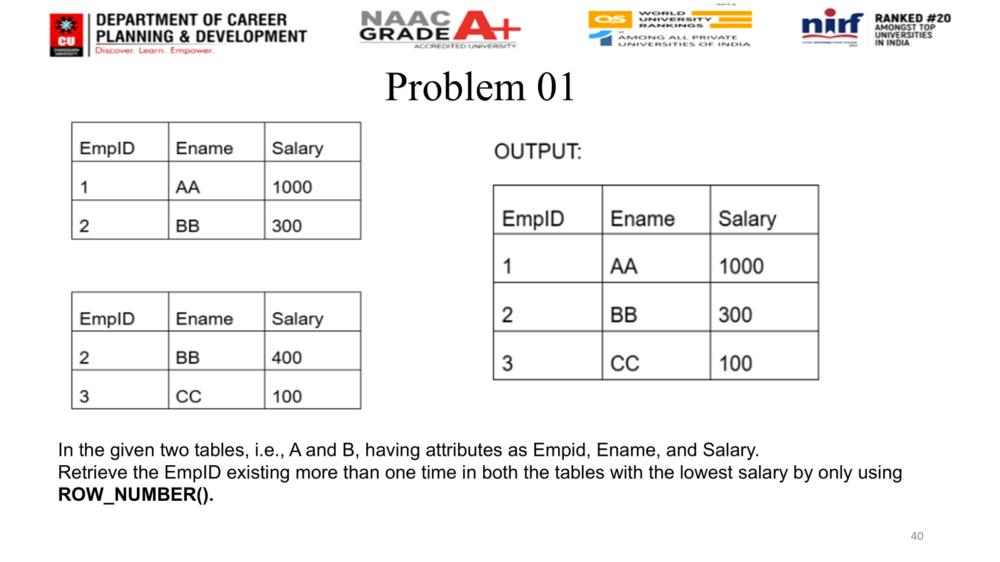 DEPARTMENT OF CAREER
PLANNING & DEVELOPMENT
Discover. Learn. Empower.
CU
CHANDIGARH
UNIVERSITY
NAAC
GRADE A+
ACCREDITED UNIVERSITY
QS WORLD
UNIVERSITY
RANKINGS
1st AMONG ALL PRIVATE
UNIVERSITIES OF INDIA
nirf
RANKED #20
AMONGST TOP
UNIVERSITIES
IN INDIA
Problem 01
EmpID Ename Salary
1 AA 1000
2 BB 300
EmpID Ename Salary
2 BB 400
3 CC 100
OUTPUT:
EmpID Ename Salary
1 AA 1000
2 BB 300
3 CC 100
In the given two tables, i.e., A and B, having attributes as Empid, Ename, and Salary.
Retrieve the EmpID existing more than one time in both the tables with the lowest salary by only using
ROW_NUMBER().
40